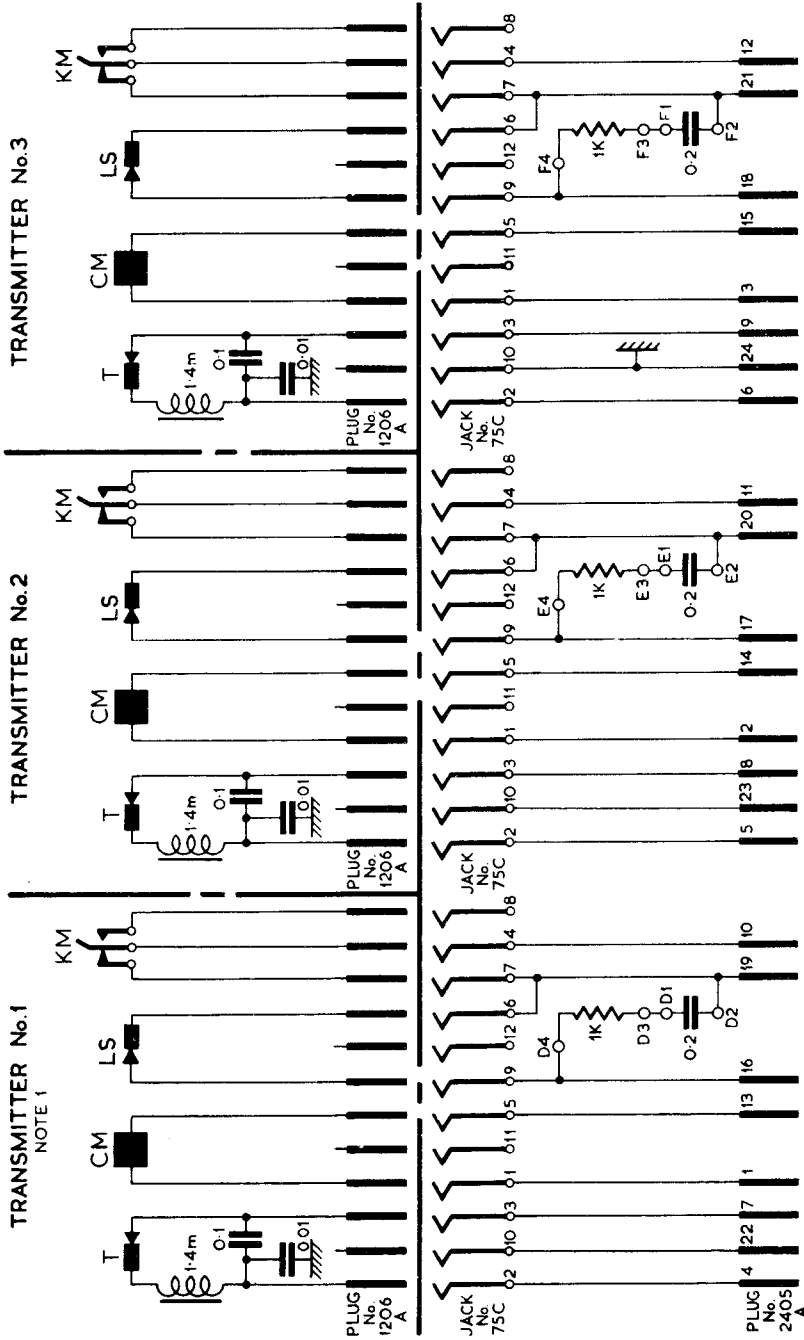 TRANSMITTER No.1
NOTE 1
T
CM
LS
KM
1·4m
0·1
0·01
PLUG
No.
1206
A
JACK
No.
75C
2 10 3 1 11 5 9 12 6 7 4 8
D4
1K
D3 D1
0·2
D2
PLUG
No.
2405
A
4 22 7 1 13 16 19 10
TRANSMITTER No.2
T
CM
LS
KM
1·4m
0·1
0·01
PLUG
No.
1206
A
JACK
No.
75C
2 10 3 1 11 5 9 12 6 7 4 8
E4
1K
E3 E1
0·2
E2
5 23 8 2 14 17 20 11
TRANSMITTER No.3
T
CM
LS
KM
1·4m
0·1
0·01
PLUG
No.
1206
A
JACK
No.
75C
2 10 3 1 11 5 9 12 6 7 4 8
F4
1K
F3 F1
0·2
F2
6 24 9 3 15 18 21 12